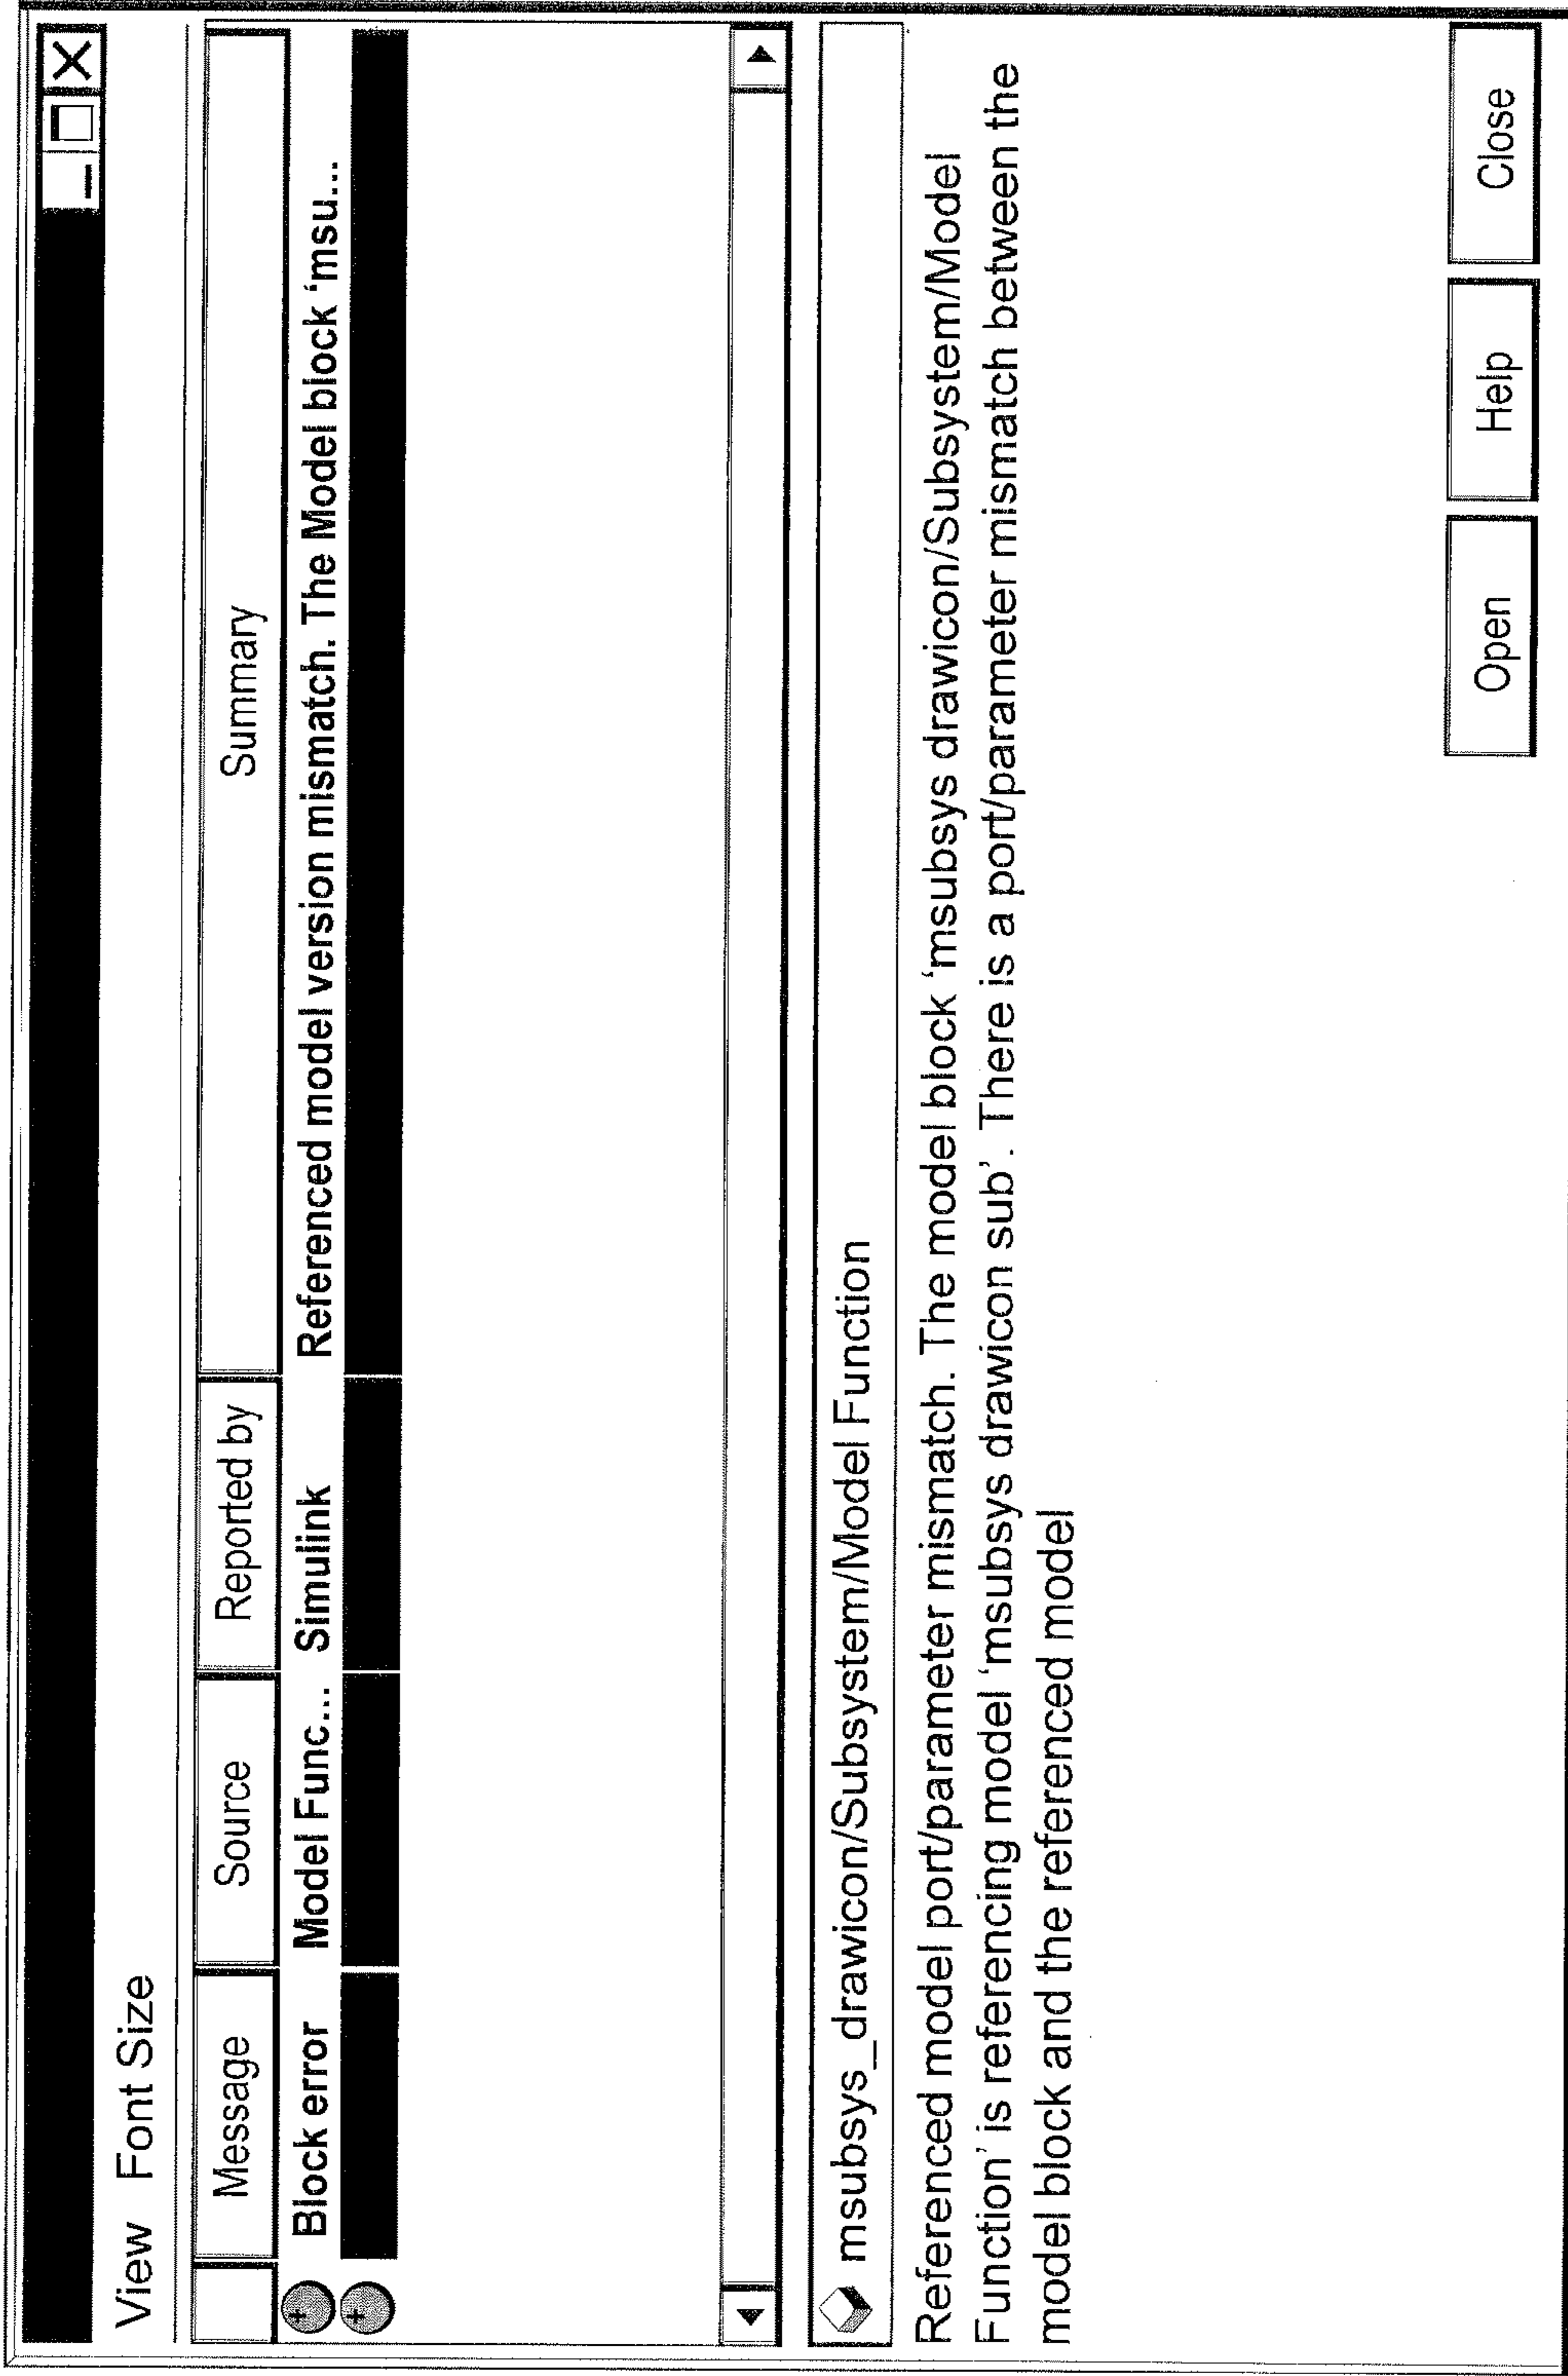 View Font Size
Message Source Reported by Summary
Block error Model Func... Simulink Referenced model version mismatch. The Model block 'msu...
msubsys_drawicon/Subsystem/Model Function
Referenced model port/parameter mismatch. The model block 'msubsys drawicon/Subsystem/Model
Function' is referencing model 'msubsys drawicon sub'. There is a port/parameter mismatch between the
model block and the referenced model
Open Help Close